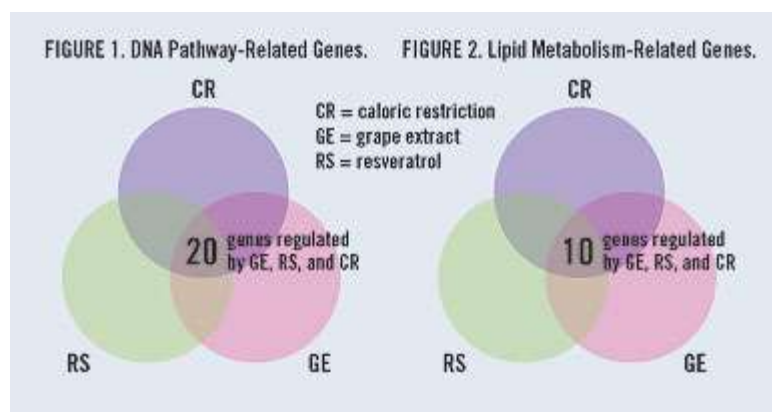 FIGURE 1. DNA Pathway-Related Genes.
FIGURE 2. Lipid Metabolism-Related Genes.
CR
CR
CR = caloric restriction
GE = grape extract
RS = resveratrol
20 genes regulated
by GE, RS, and CR
10 genes regulated
by GE, RS, and CR
RS
GE
RS
GE